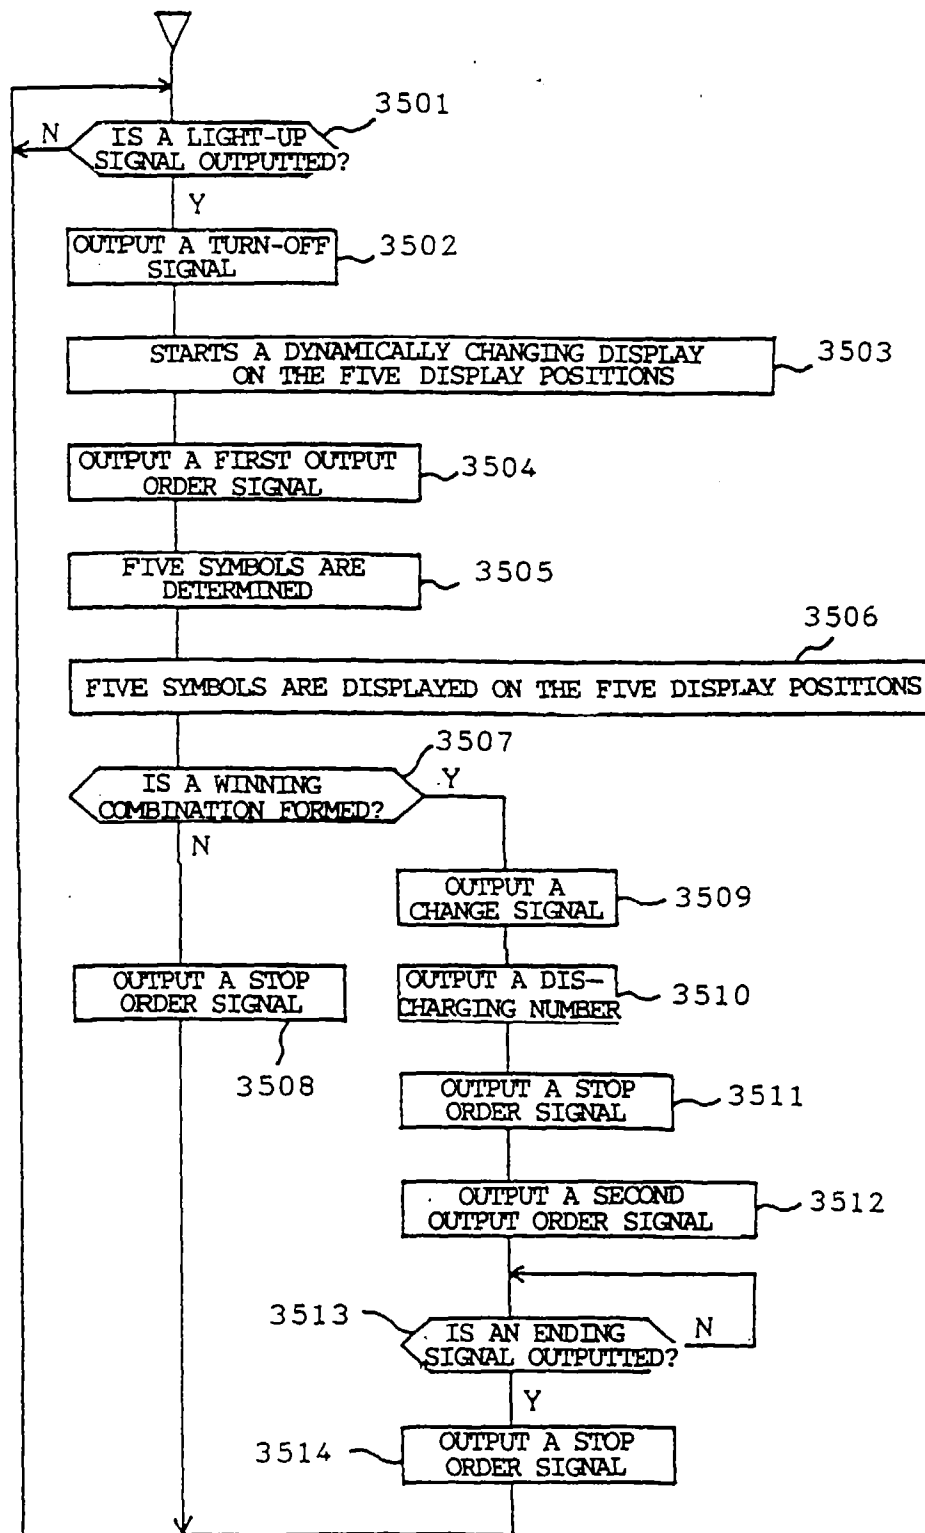 3501
N
IS A LIGHT-UP
SIGNAL OUTPUTTED?
Y
OUTPUT A TURN-OFF
SIGNAL
3502
STARTS A DYNAMICALLY CHANGING DISPLAY
ON THE FIVE DISPLAY POSITIONS
3503
OUTPUT A FIRST OUTPUT
ORDER SIGNAL
3504
FIVE SYMBOLS ARE
DETERMINED
3505
3506
FIVE SYMBOLS ARE DISPLAYED ON THE FIVE DISPLAY POSITIONS
3507
IS A WINNING
COMBINATION FORMED?
Y
N
OUTPUT A
CHANGE SIGNAL
3509
OUTPUT A STOP
ORDER SIGNAL
3508
OUTPUT A DIS-
CHARGING NUMBER
3510
OUTPUT A STOP
ORDER SIGNAL
3511
OUTPUT A SECOND
OUTPUT ORDER SIGNAL
3512
3513
IS AN ENDING
SIGNAL OUTPUTTED?
N
Y
3514
OUTPUT A STOP
ORDER SIGNAL